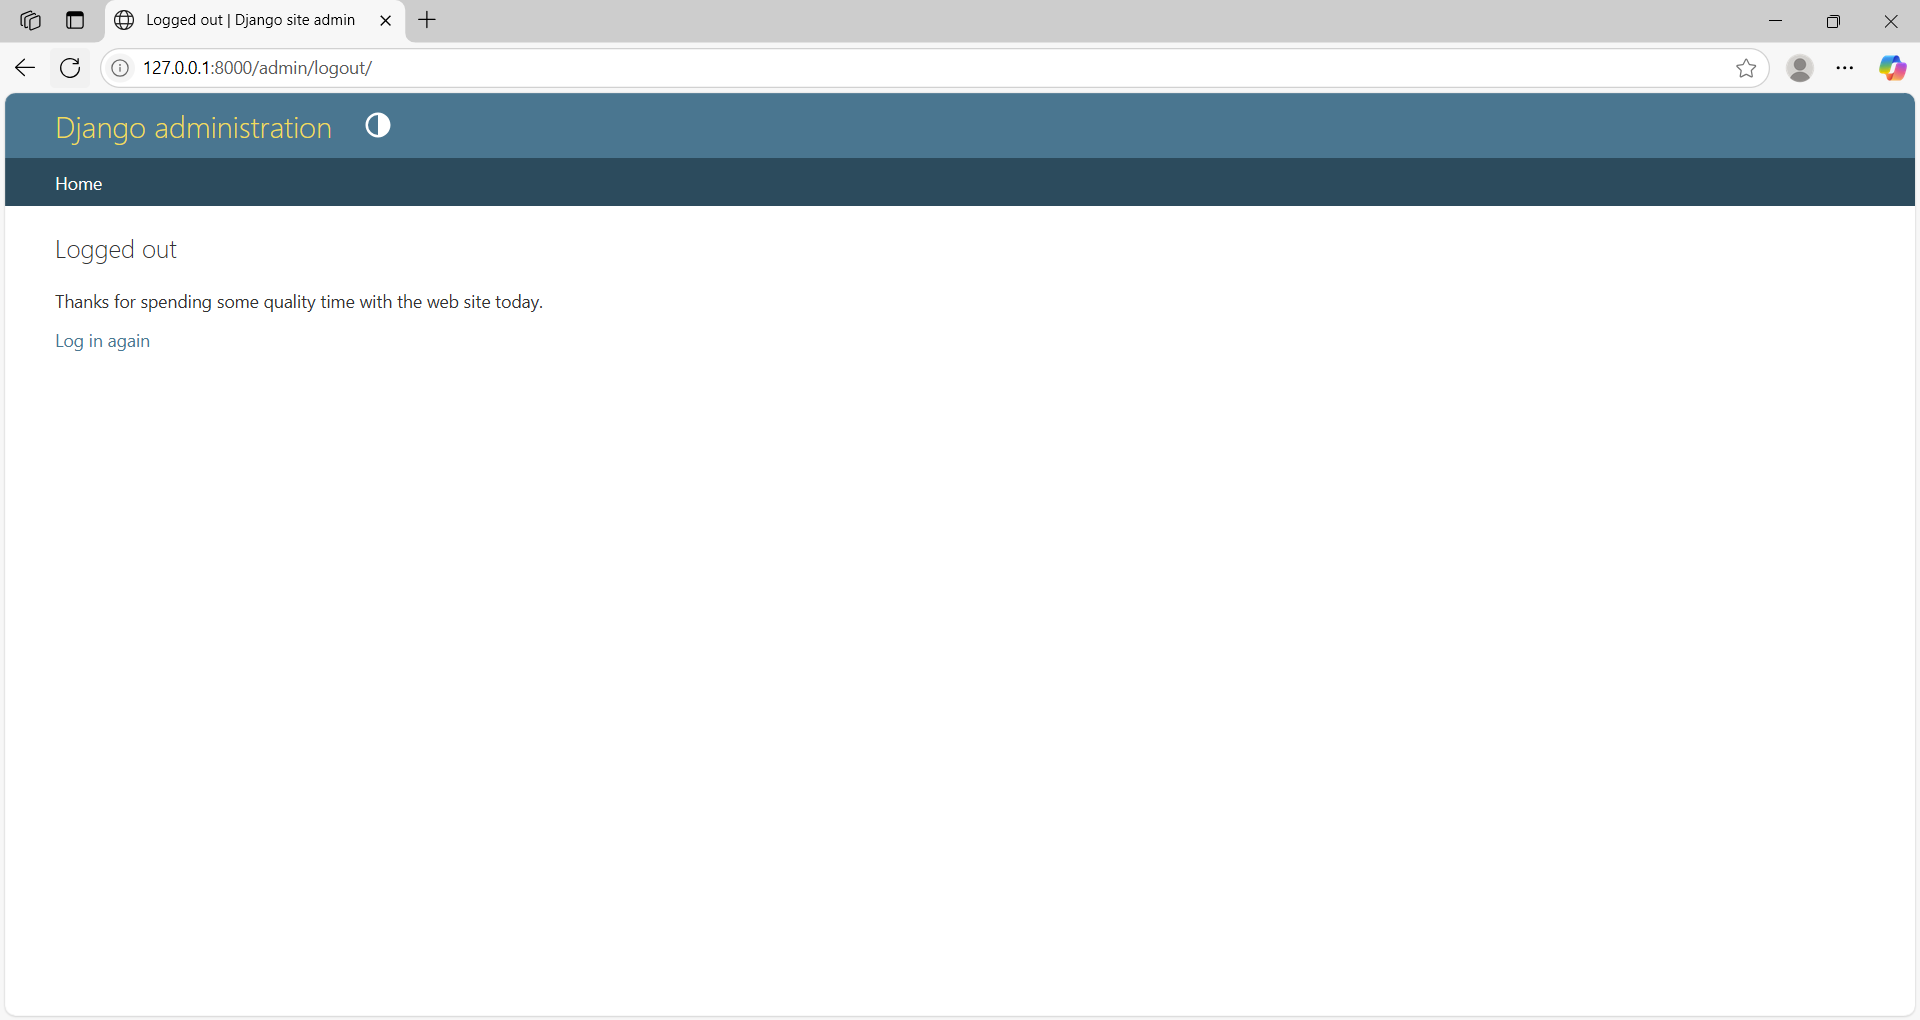 Logged out | Django site admin
127.0.0.1:8000/admin/logout/
Django administration
Home
Logged out
Thanks for spending some quality time with the web site today.
Log in again